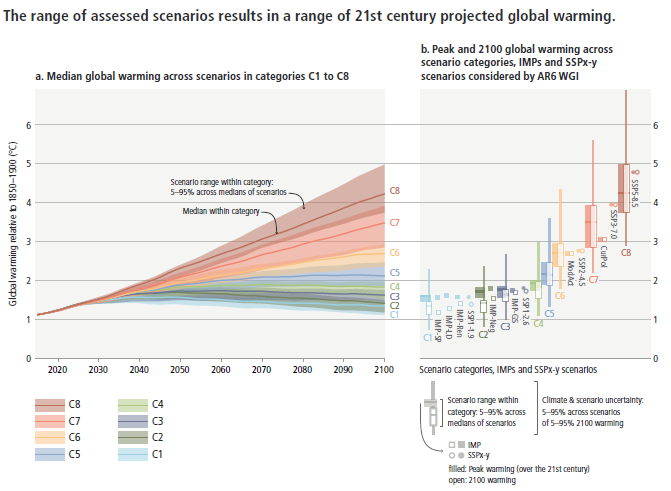 The range of assessed scenarios results in a range of 21st century projected global warming.
a. Median global warming across scenarios in categories C1 to C8
b. Peak and 2100 global warming across
scenario categories, IMPs and SSPx-y
scenarios considered by AR6 WGI
Global warming relative to 1850–1900 (°C)
6
5
4
3
2
1
0
Scenario range within category:
5–95% across medians of scenarios
Median within category
C8
C7
C6
C5
C4
C3
C2
C1
2020
2030
2040
2050
2060
2070
2080
2090
2100
C1
IMP-SP
IMP-LD
IMP-Ren
SSP1-1.9
C2
IMP-Neg
C3
IMP-GS
SSP1-2.6
C4
C5
C6
ModAct
SSP2-4.5
C7
CurPol
SSP3-7.0
C8
SSP5-8.5
6
5
4
3
2
1
0
Scenario categories, IMPs and SSPx-y scenarios
C8
C7
C6
C5
C4
C3
C2
C1
Scenario range within
category: 5–95% across
medians of scenarios
Climate & scenario uncertainty:
5–95% across scenarios
of 5–95% 2100 warming
IMP
SSPx-y
filled: Peak warming (over the 21st century)
open: 2100 warming